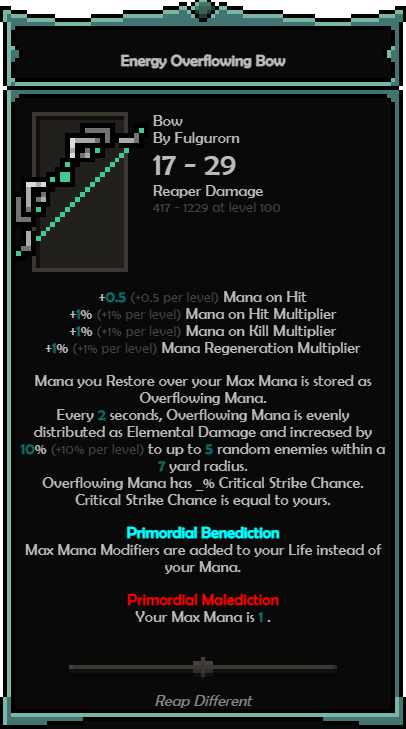 Energy Overflowing Bow
Bow
By Fulgurorn
17 - 29
Reaper Damage
417 - 1229 at level 100
+0.5 (+0.5 per level) Mana on Hit
+1% (+1% per level) Mana on Hit Multiplier
+1% (+1% per level) Mana on Kill Multiplier
+1% (+1% per level) Mana Regeneration Multiplier
Mana you Restore over your Max Mana is stored as
Overflowing Mana.
Every 2 seconds, Overflowing Mana is evenly
distributed as Elemental Damage and increased by
10% (+10% per level) to up to 5 random enemies within a
7 yard radius.
Overflowing Mana has _% Critical Strike Chance.
Critical Strike Chance is equal to yours.
Primordial Benediction
Max Mana Modifiers are added to your Life instead of
your Mana.
Primordial Malediction
Your Max Mana is 1 .
Reap Different